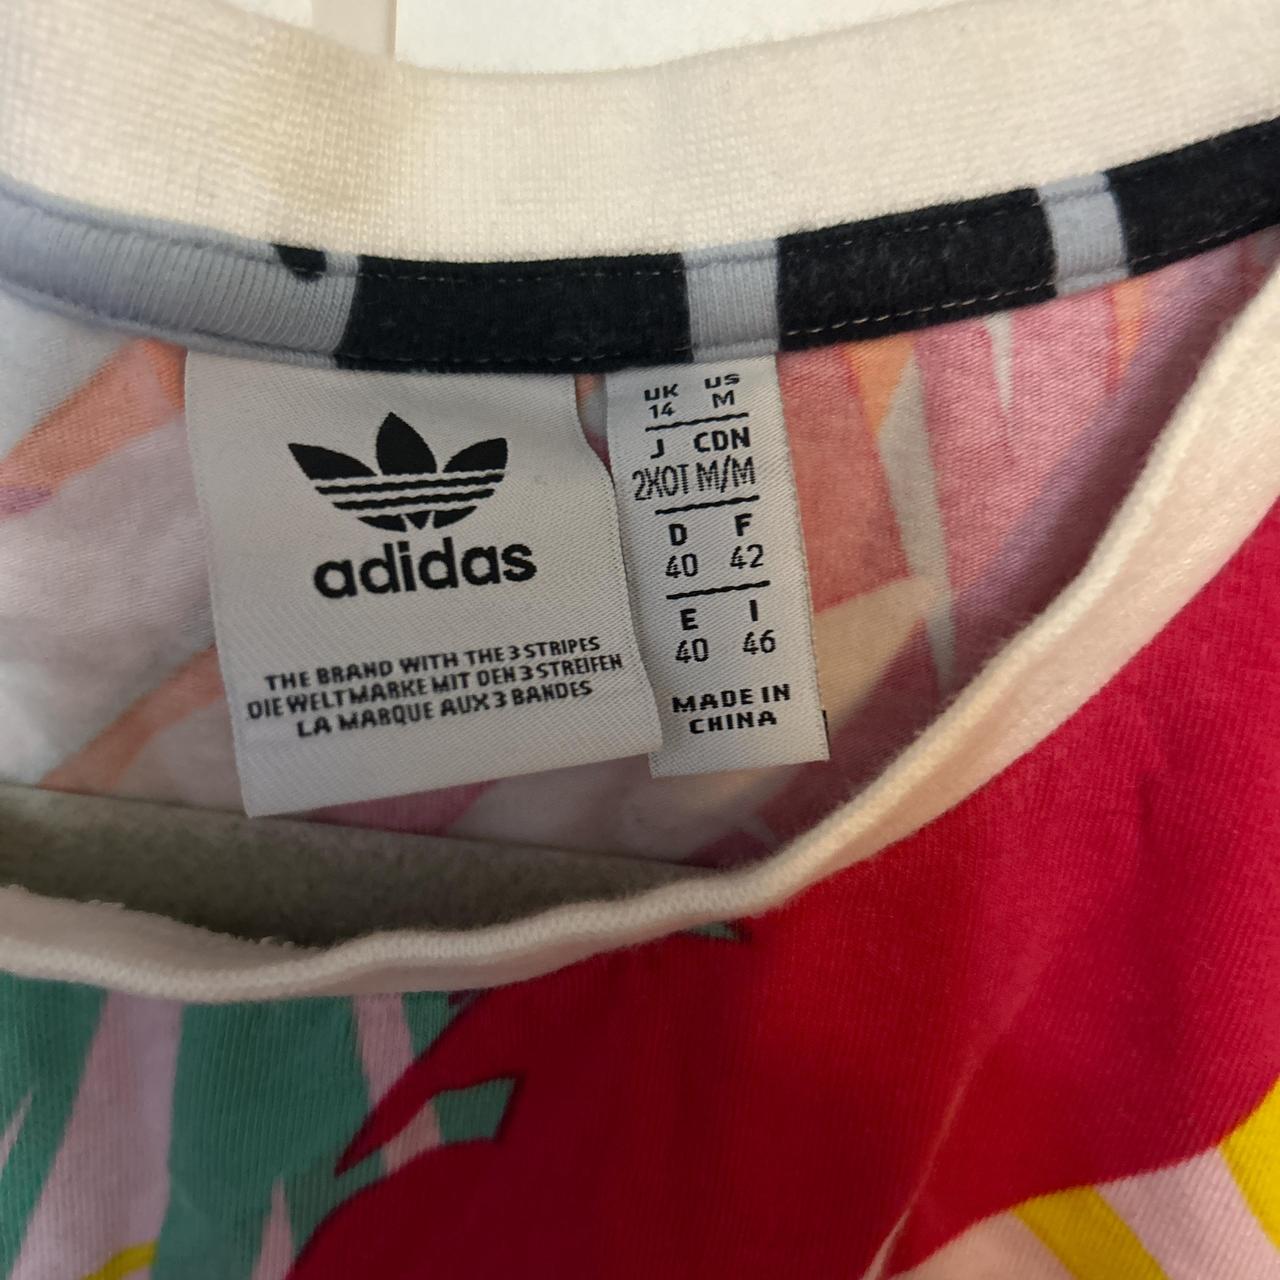 adidas
THE BRAND WITH THE 3 STRIPES
DIE WELTMARKE MIT DEN 3 STREIFEN
LA MARQUE AUX 3 BANDES
UK US
14 M
J CDN
2XOT M/M
D F
40 42
E I
40 46
MADE IN
CHINA